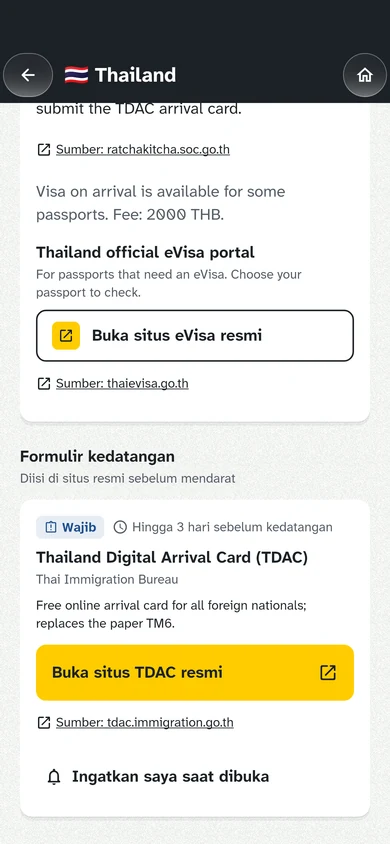 🇹🇭 Thailand
submit the TDAC arrival card.
Sumber: ratchakitcha.soc.go.th
Visa on arrival is available for some
passports. Fee: 2000 THB.
Thailand official eVisa portal
For passports that need an eVisa. Choose your
passport to check.
Buka situs eVisa resmi
Sumber: thaievisa.go.th
Formulir kedatangan
Diisi di situs resmi sebelum mendarat
Wajib Hingga 3 hari sebelum kedatangan
Thailand Digital Arrival Card (TDAC)
Thai Immigration Bureau
Free online arrival card for all foreign nationals;
replaces the paper TM6.
Buka situs TDAC resmi
Sumber: tdac.immigration.go.th
Ingatkan saya saat dibuka